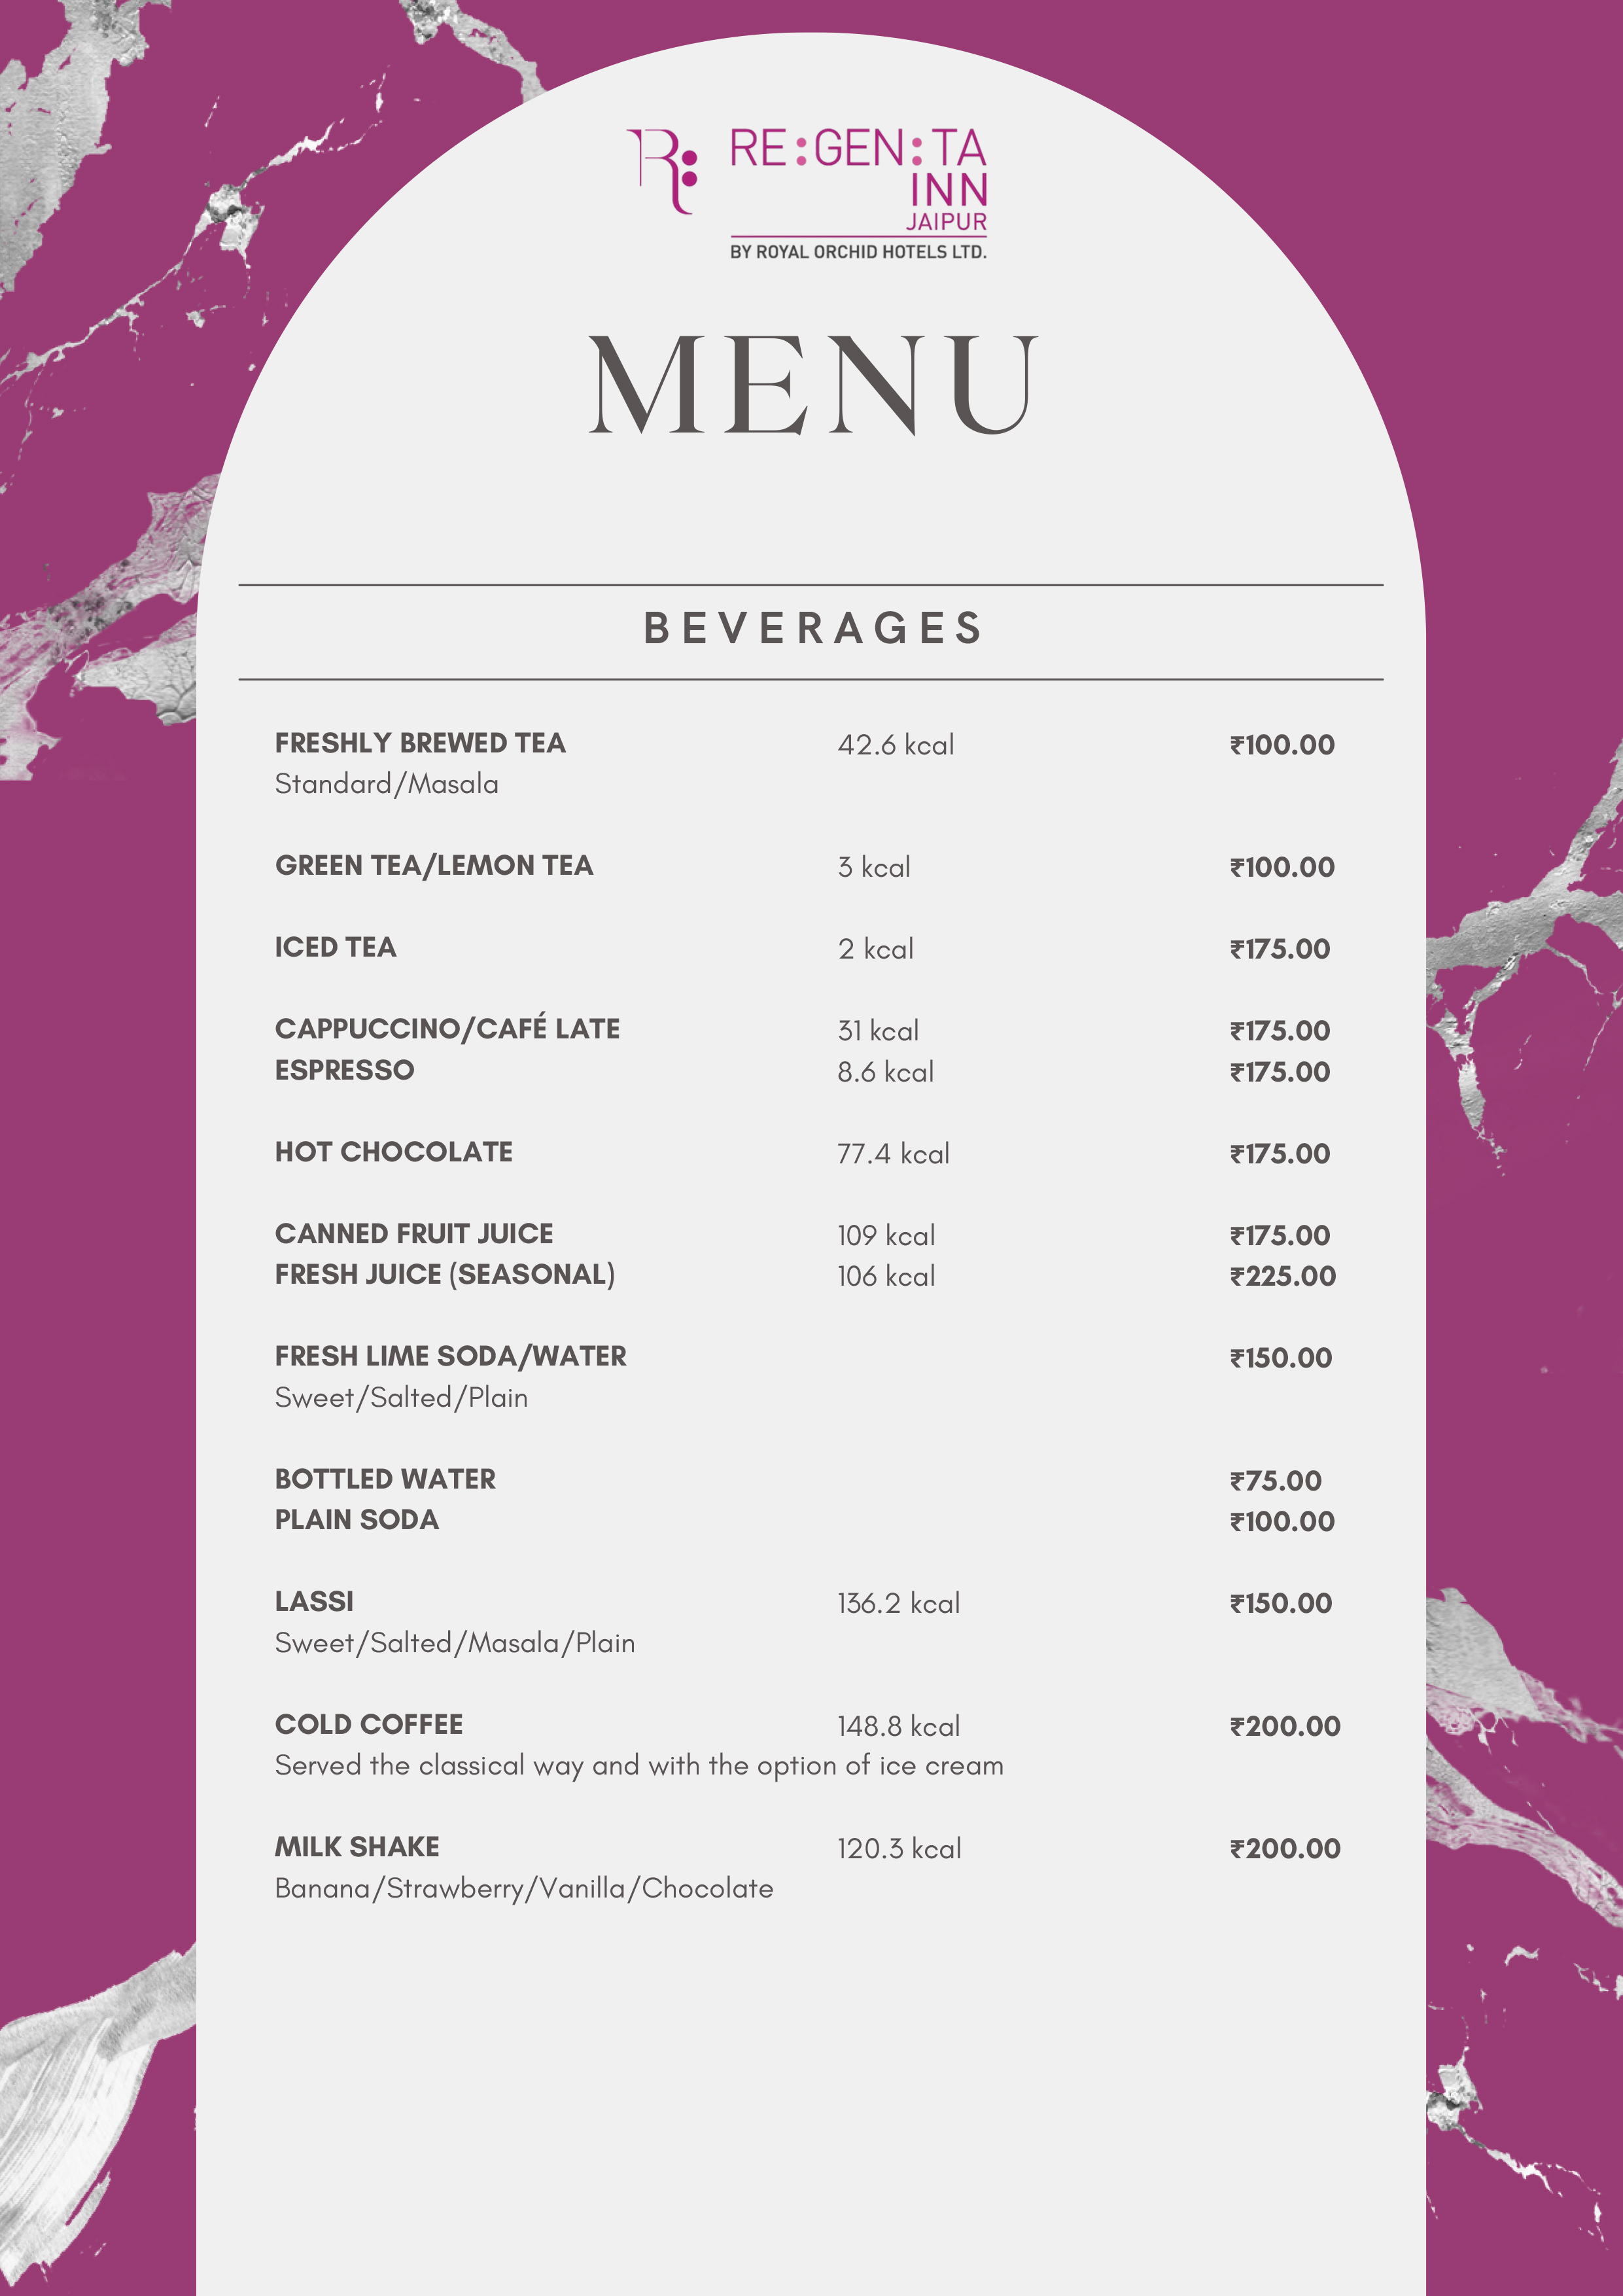 R:
RE:GEN:TA
INN
JAIPUR
BY ROYAL ORCHID HOTELS LTD.
MENU
BEVERAGES
FRESHLY BREWED TEA 42.6 kcal ₹100.00
Standard/Masala
GREEN TEA/LEMON TEA 3 kcal ₹100.00
ICED TEA 2 kcal ₹175.00
CAPPUCCINO/CAFÉ LATE 31 kcal ₹175.00
ESPRESSO 8.6 kcal ₹175.00
HOT CHOCOLATE 77.4 kcal ₹175.00
CANNED FRUIT JUICE 109 kcal ₹175.00
FRESH JUICE (SEASONAL) 106 kcal ₹225.00
FRESH LIME SODA/WATER ₹150.00
Sweet/Salted/Plain
BOTTLED WATER ₹75.00
PLAIN SODA ₹100.00
LASSI 136.2 kcal ₹150.00
Sweet/Salted/Masala/Plain
COLD COFFEE 148.8 kcal ₹200.00
Served the classical way and with the option of ice cream
MILK SHAKE 120.3 kcal ₹200.00
Banana/Strawberry/Vanilla/Chocolate